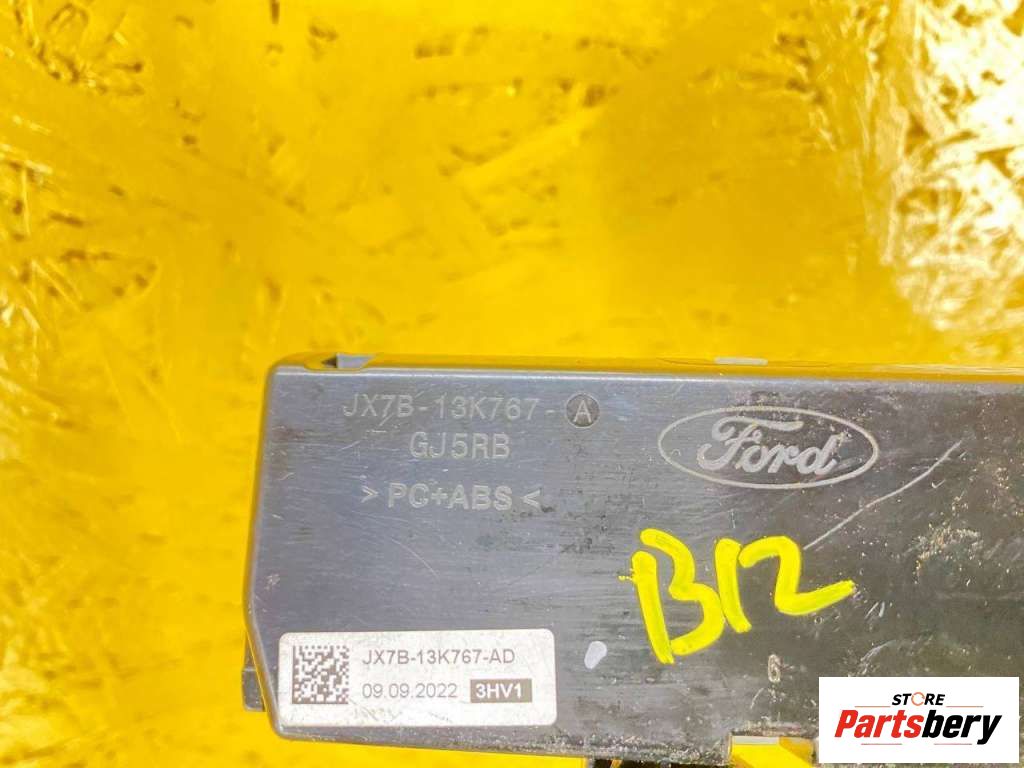 JX7B-13K767-A
GJ5RB
> PC+ABS <
Ford
B12
JX7B-13K767-AD
09.09.2022 3HV1
6
STORE
Partsbery